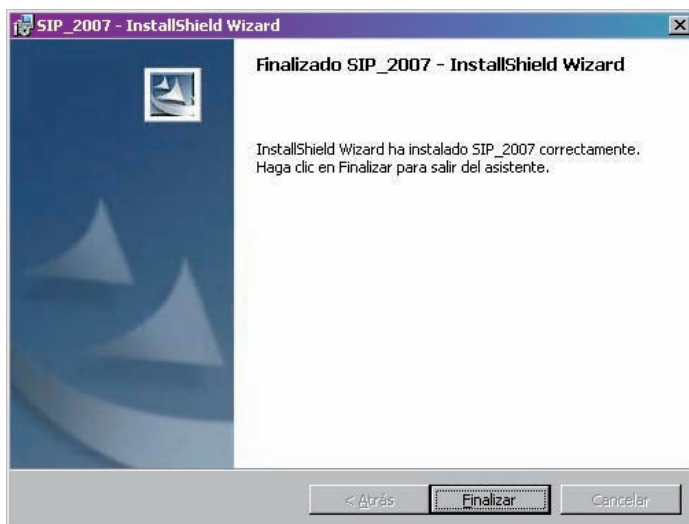 SIP_2007 - InstallShield Wizard
Finalizado SIP_2007 - InstallShield Wizard
InstallShield Wizard ha instalado SIP_2007 correctamente.
Haga clic en Finalizar para salir del asistente.
< Atrás
Finalizar
Cancelar